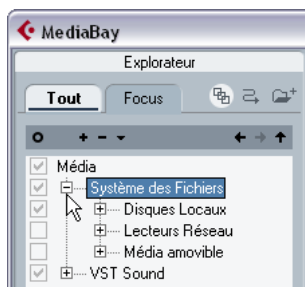 MediaBay
Explorateur
Tout Focus
Média
Système des Fichiers
Disques Locaux
Lecteurs Réseau
Média amovible
VST Sound